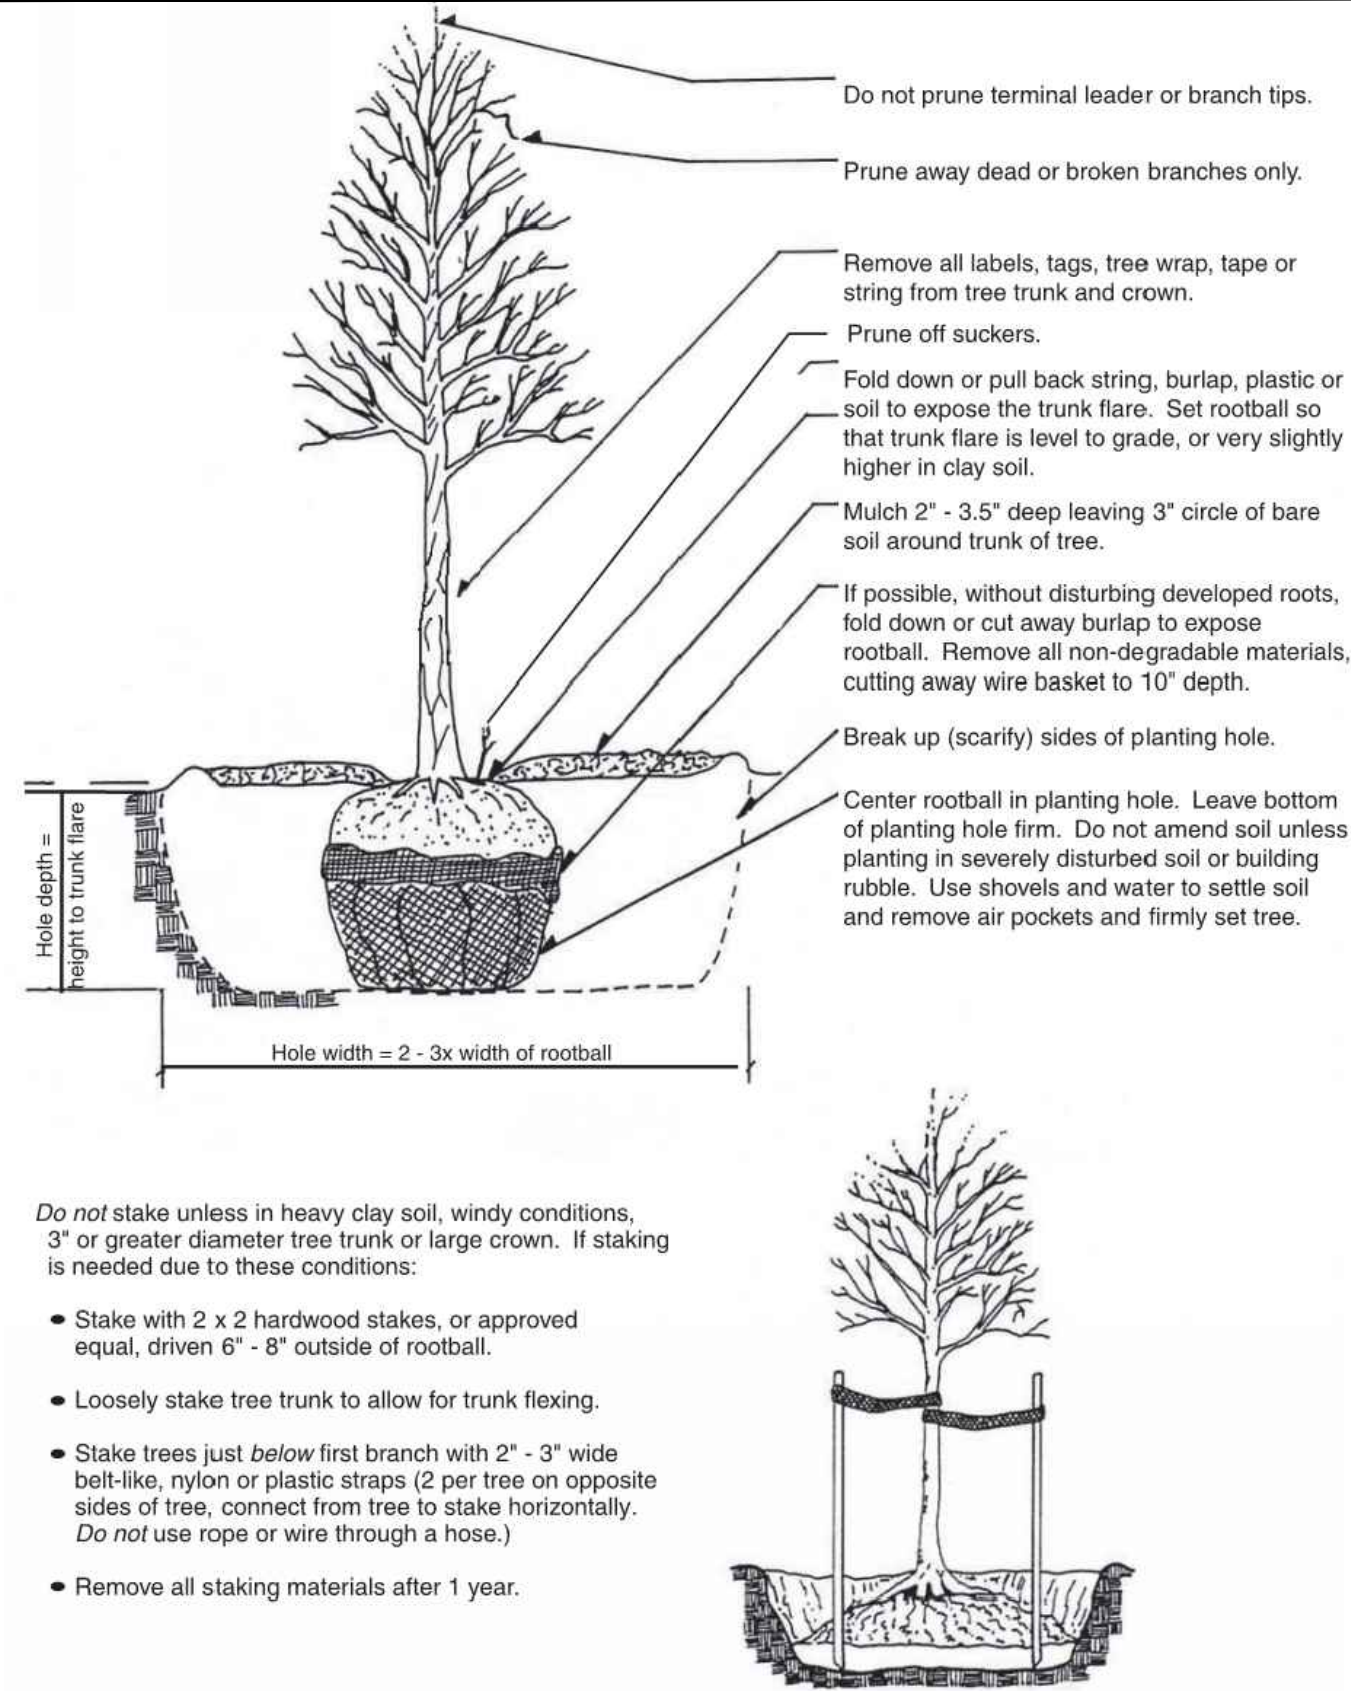 Do not prune terminal leader or branch tips.
Prune away dead or broken branches only.
Remove all labels, tags, tree wrap, tape or
string from tree trunk and crown.
Prune off suckers.
Fold down or pull back string, burlap, plastic or
soil to expose the trunk flare. Set rootball so
that trunk flare is level to grade, or very slightly
higher in clay soil.
Mulch 2" - 3.5" deep leaving 3" circle of bare
soil around trunk of tree.
If possible, without disturbing developed roots,
fold down or cut away burlap to expose
rootball. Remove all non-degradable materials,
cutting away wire basket to 10" depth.
Break up (scarify) sides of planting hole.
Center rootball in planting hole. Leave bottom
of planting hole firm. Do not amend soil unless
planting in severely disturbed soil or building
rubble. Use shovels and water to settle soil
and remove air pockets and firmly set tree.
Hole depth =
height to trunk flare
Hole width = 2 - 3x width of rootball
Do not stake unless in heavy clay soil, windy conditions,
3" or greater diameter tree trunk or large crown. If staking
is needed due to these conditions:
• Stake with 2 x 2 hardwood stakes, or approved
equal, driven 6" - 8" outside of rootball.
• Loosely stake tree trunk to allow for trunk flexing.
• Stake trees just below first branch with 2" - 3" wide
belt-like, nylon or plastic straps (2 per tree on opposite
sides of tree, connect from tree to stake horizontally.
Do not use rope or wire through a hose.)
• Remove all staking materials after 1 year.